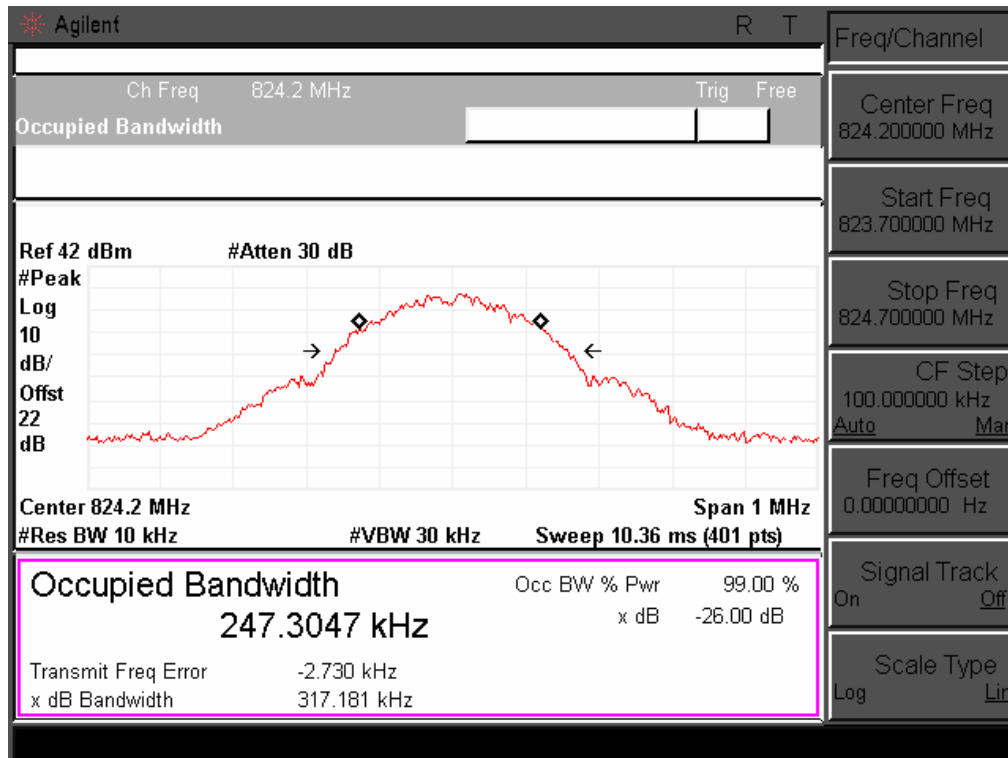 Agilent R T
Ch Freq 824.2 MHz Trig Free
Occupied Bandwidth
Ref 42 dBm #Atten 30 dB
#Peak
Log
10
dB/
Offst
22
dB
Center 824.2 MHz Span 1 MHz
#Res BW 10 kHz #VBW 30 kHz Sweep 10.36 ms (401 pts)
Occupied Bandwidth
247.3047 kHz
Occ BW % Pwr 99.00 %
x dB -26.00 dB
Transmit Freq Error -2.730 kHz
x dB Bandwidth 317.181 kHz
Freq/Channel
Center Freq
824.200000 MHz
Start Freq
823.700000 MHz
Stop Freq
824.700000 MHz
CF Step
100.000000 kHz
Auto Man
Freq Offset
0.00000000 Hz
Signal Track
On Off
Scale Type
Log Lin